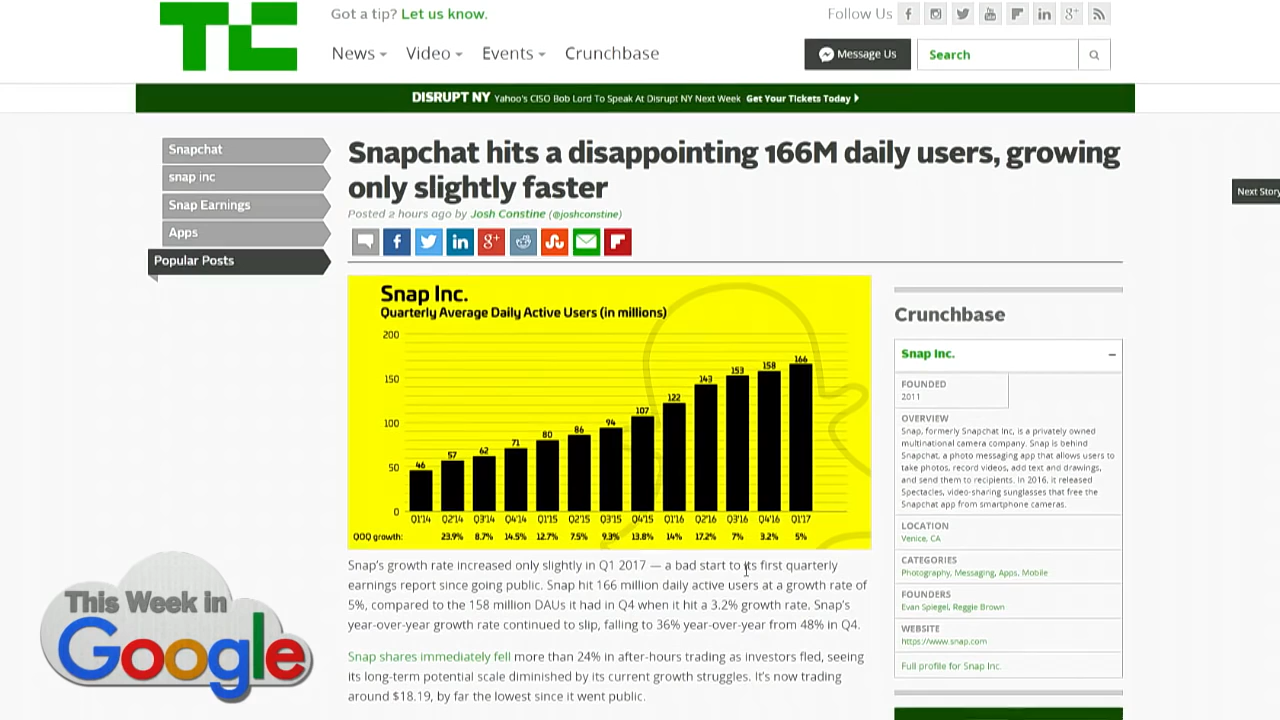 TC
Got a tip? Let us know.
Follow Us
News
Video
Events
Crunchbase
Message Us
Search
DISRUPT NY Yahoo's CISO Bob Lord To Speak At Disrupt NY Next Week Get Your Tickets Today
Snapchat
snap inc
Snap Earnings
Apps
Popular Posts
Snapchat hits a disappointing 166M daily users, growing
only slightly faster
Posted 2 hours ago by Josh Constine (@joshconstine)
Next Story
Snap Inc.
Quarterly Average Daily Active Users (in millions)
200
150
100
50
0
46 57 62 71 80 86 94 107 122 143 153 158 166
Q1'14 Q2'14 Q3'14 Q4'14 Q1'15 Q2'15 Q3'15 Q4'15 Q1'16 Q2'16 Q3'16 Q4'16 Q1'17
QOQ growth: 23.9% 8.7% 14.5% 12.7% 7.5% 9.3% 13.8% 14% 17.2% 7% 3.2% 5%
Snap's growth rate increased only slightly in Q1 2017 — a bad start to its first quarterly
earnings report since going public. Snap hit 166 million daily active users at a growth rate of
5%, compared to the 158 million DAUs it had in Q4 when it hit a 3.2% growth rate. Snap's
year-over-year growth rate continued to slip, falling to 36% year-over-year from 48% in Q4.
Snap shares immediately fell more than 24% in after-hours trading as investors fled, seeing
its long-term potential scale diminished by its current growth struggles. It's now trading
around $18.19, by far the lowest since it went public.
Crunchbase
Snap Inc.
FOUNDED
2011
OVERVIEW
Snap, formerly Snapchat Inc, is a privately owned
multinational camera company. Snap is behind
Snapchat, a photo messaging app that allows users to
take photos, record videos, add text and drawings,
and send them to recipients. In 2016, it released
Spectacles, video-sharing sunglasses that free the
Snapchat app from smartphone cameras.
LOCATION
Venice, CA
CATEGORIES
Photography, Messaging, Apps, Mobile
FOUNDERS
Evan Spiegel, Reggie Brown
WEBSITE
https://www.snap.com
Full profile for Snap Inc.
This Week in
Google